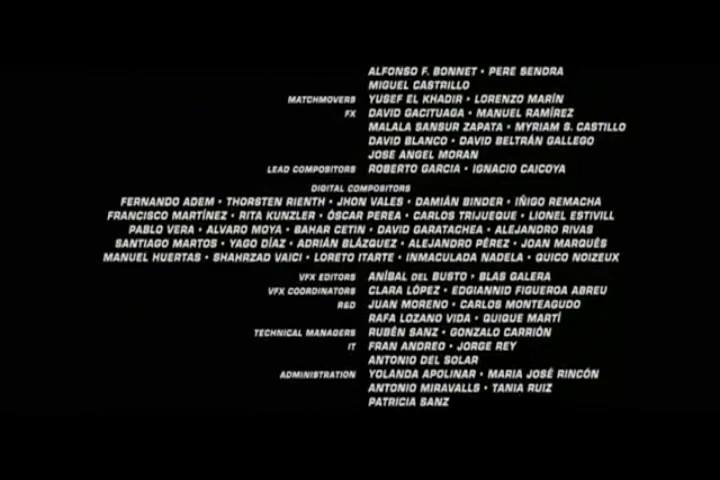 ALFONSO F. BONNET • PERE SENDRA
MIGUEL CASTRILLO
MATCHMOVERS YUSEF EL KHADIR • LORENZO MARÍN
FX DAVID GACITUAGA • MANUEL RAMÍREZ
MALALA SANSUR ZAPATA • MYRIAM S. CASTILLO
DAVID BLANCO • DAVID BELTRÁN GALLEGO
JOSE ANGEL MORAN
LEAD COMPOSITORS ROBERTO GARCIA • IGNACIO CAICOYA
DIGITAL COMPOSITORS
FERNANDO ADEM • THORSTEN RIENTH • JHON VALES • DAMIÁN BINDER • IÑIGO REMACHA
FRANCISCO MARTÍNEZ • RITA KUNZLER • ÓSCAR PEREA • CARLOS TRIJUEQUE • LIONEL ESTIVILL
PABLO VERA • ALVARO MOYA • BAHAR CETIN • DAVID GARATACHEA • ALEJANDRO RIVAS
SANTIAGO MARTOS • YAGO DÍAZ • ADRIÁN BLÁZQUEZ • ALEJANDRO PÉREZ • JOAN MARQUÈS
MANUEL HUERTAS • SHAHRZAD VAICI • LORETO ITARTE • INMACULADA NADELA • QUICO NOIZEUX
VFX EDITORS ANÍBAL DEL BUSTO • BLAS GALERA
VFX COORDINATORS CLARA LÓPEZ • EDGIANNID FIGUEROA ABREU
R&D JUAN MORENO • CARLOS MONTEAGUDO
RAFA LOZANO VIDA • QUIQUE MARTÍ
TECHNICAL MANAGERS RUBÉN SANZ • GONZALO CARRIÓN
IT FRAN ANDREO • JORGE REY
ANTONIO DEL SOLAR
ADMINISTRATION YOLANDA APOLINAR • MARIA JOSÉ RINCÓN
ANTONIO MIRAVALLS • TANIA RUIZ
PATRICIA SANZ